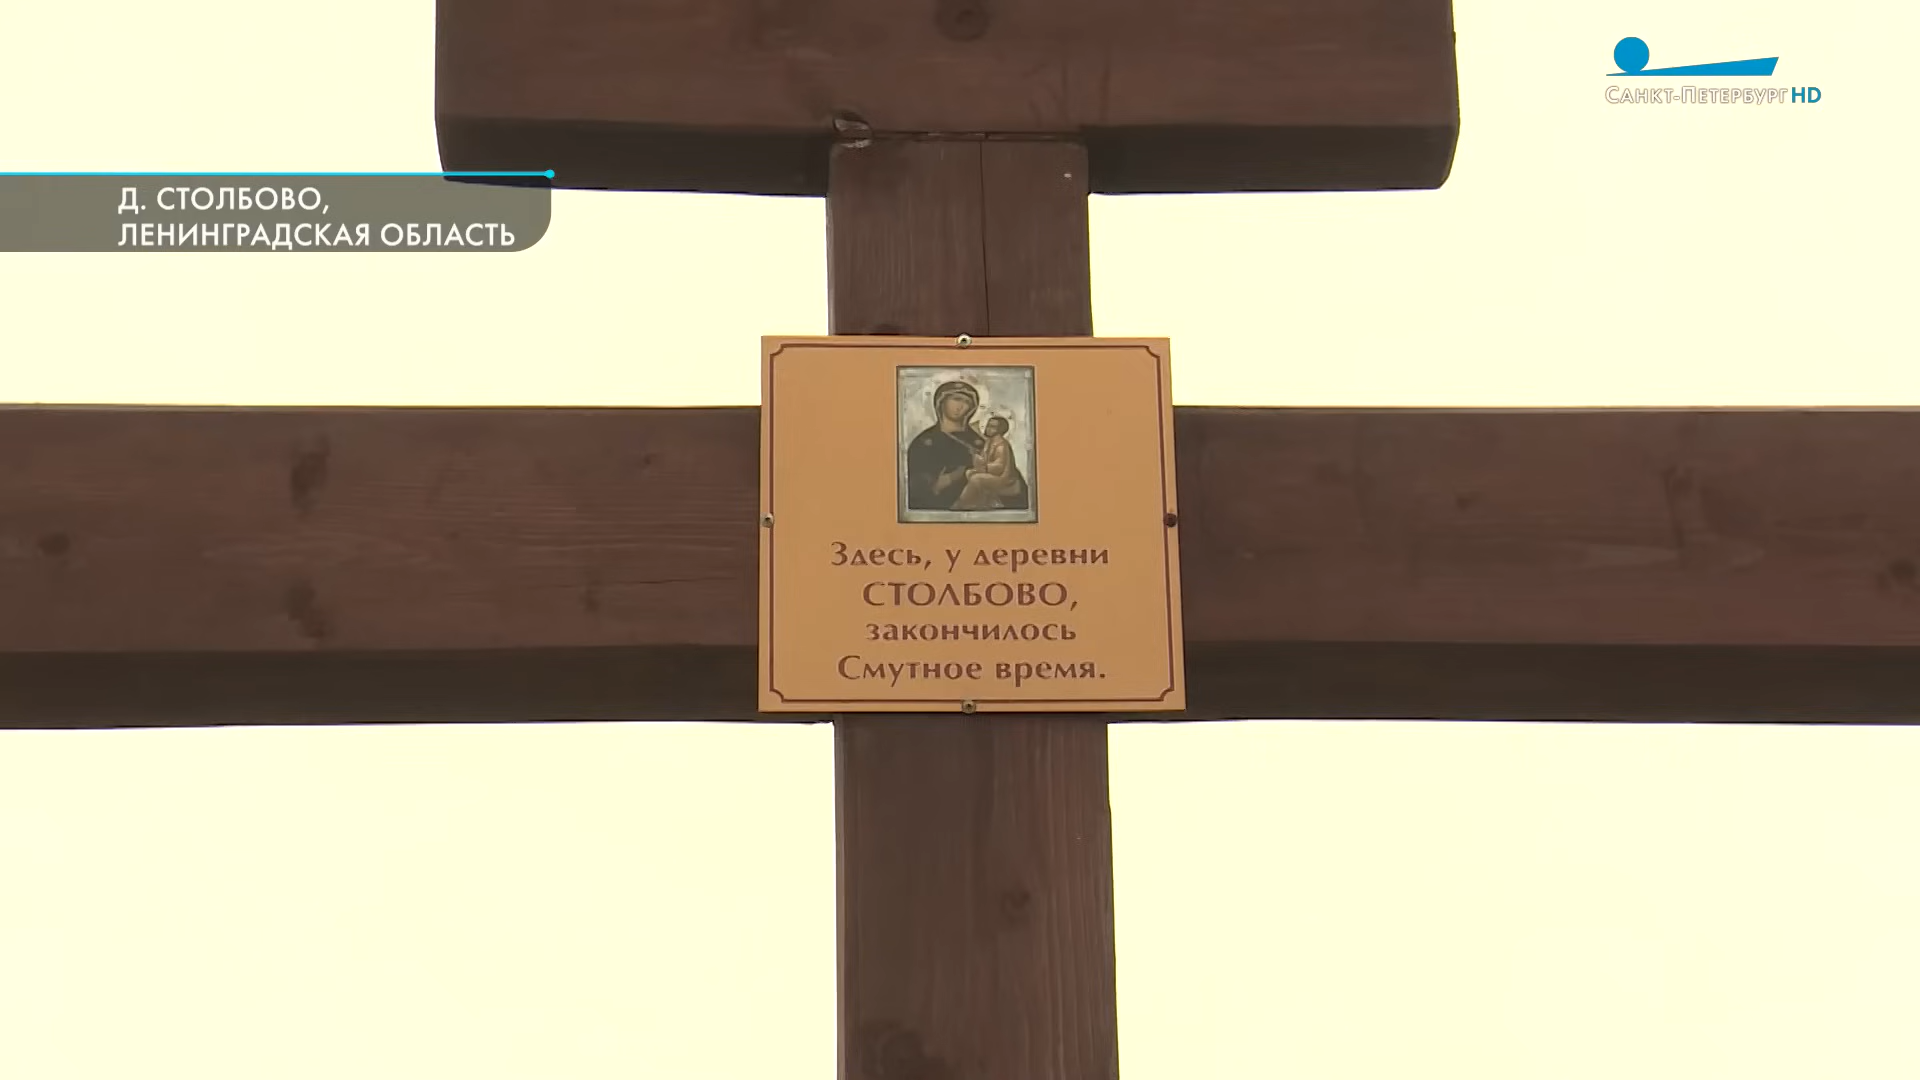 САНКТ-ПЕТЕРБУРГ HD
Д. СТОЛБОВО,
ЛЕНИНГРАДСКАЯ ОБЛАСТЬ
Здесь, у деревни
СТОЛБОВО,
закончилось
Смутное время.